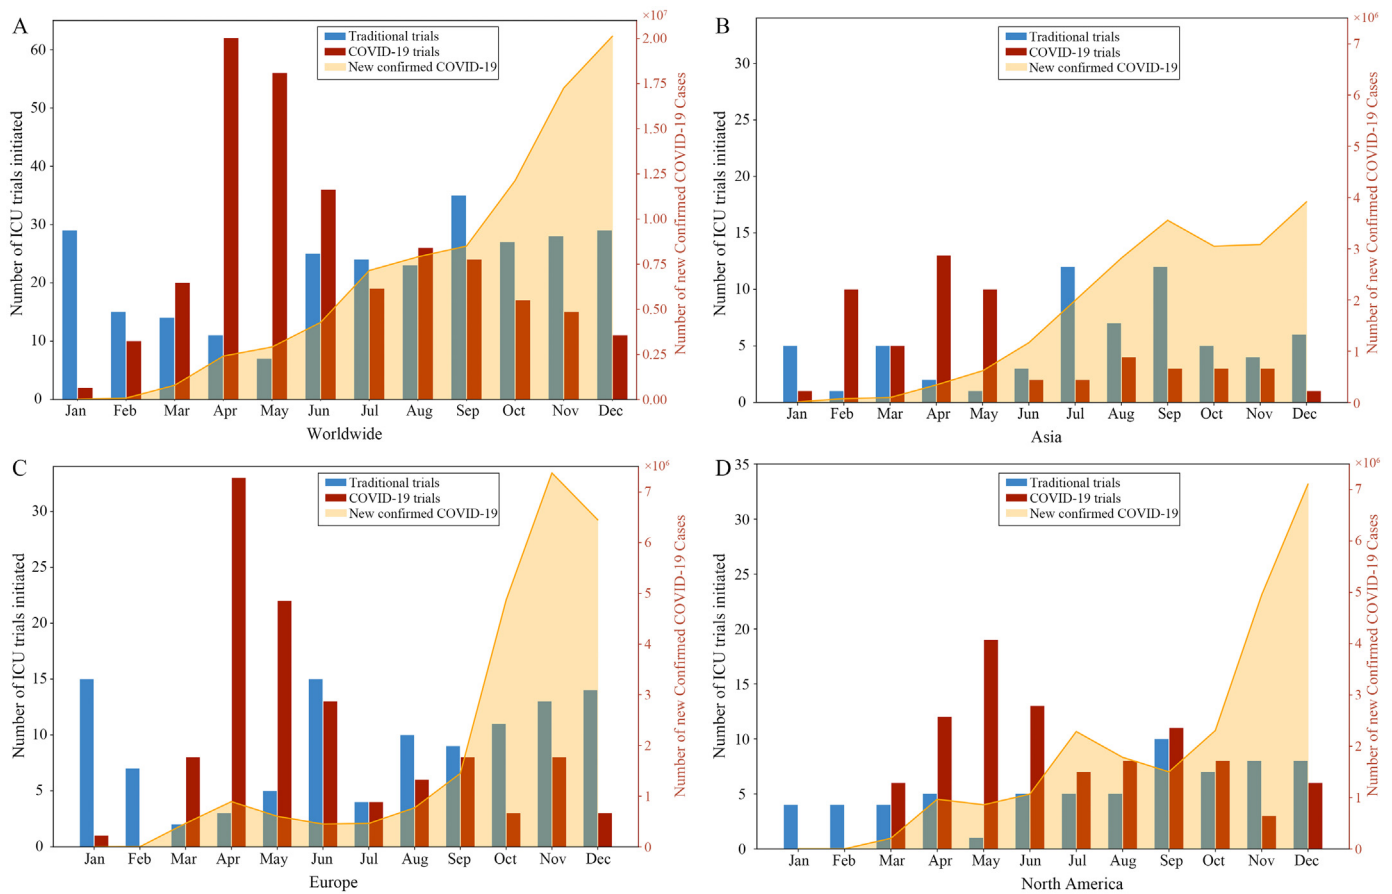 A
Traditional trials
COVID-19 trials
New confirmed COVID-19
×10⁷
Number of ICU trials initiated
60
50
40
30
20
10
0
2.00
1.75
1.50
1.25
1.00
0.75
0.50
0.25
0.00
Number of new Confirmed COVID-19 Cases
Jan Feb Mar Apr May Jun Jul Aug Sep Oct Nov Dec
Worldwide
B
Traditional trials
COVID-19 trials
New confirmed COVID-19
×10⁶
Number of ICU trials initiated
30
25
20
15
10
5
0
7
6
5
4
3
2
1
0
Number of new Confirmed COVID-19 Cases
Jan Feb Mar Apr May Jun Jul Aug Sep Oct Nov Dec
Asia
C
Traditional trials
COVID-19 trials
New confirmed COVID-19
×10⁶
Number of ICU trials initiated
30
25
20
15
10
5
0
7
6
5
4
3
2
1
0
Number of new Confirmed COVID-19 Cases
Jan Feb Mar Apr May Jun Jul Aug Sep Oct Nov Dec
Europe
D
Traditional trials
COVID-19 trials
New confirmed COVID-19
×10⁶
Number of ICU trials initiated
35
30
25
20
15
10
5
0
7
6
5
4
3
2
1
0
Number of new Confirmed COVID-19 Cases
Jan Feb Mar Apr May Jun Jul Aug Sep Oct Nov Dec
North America